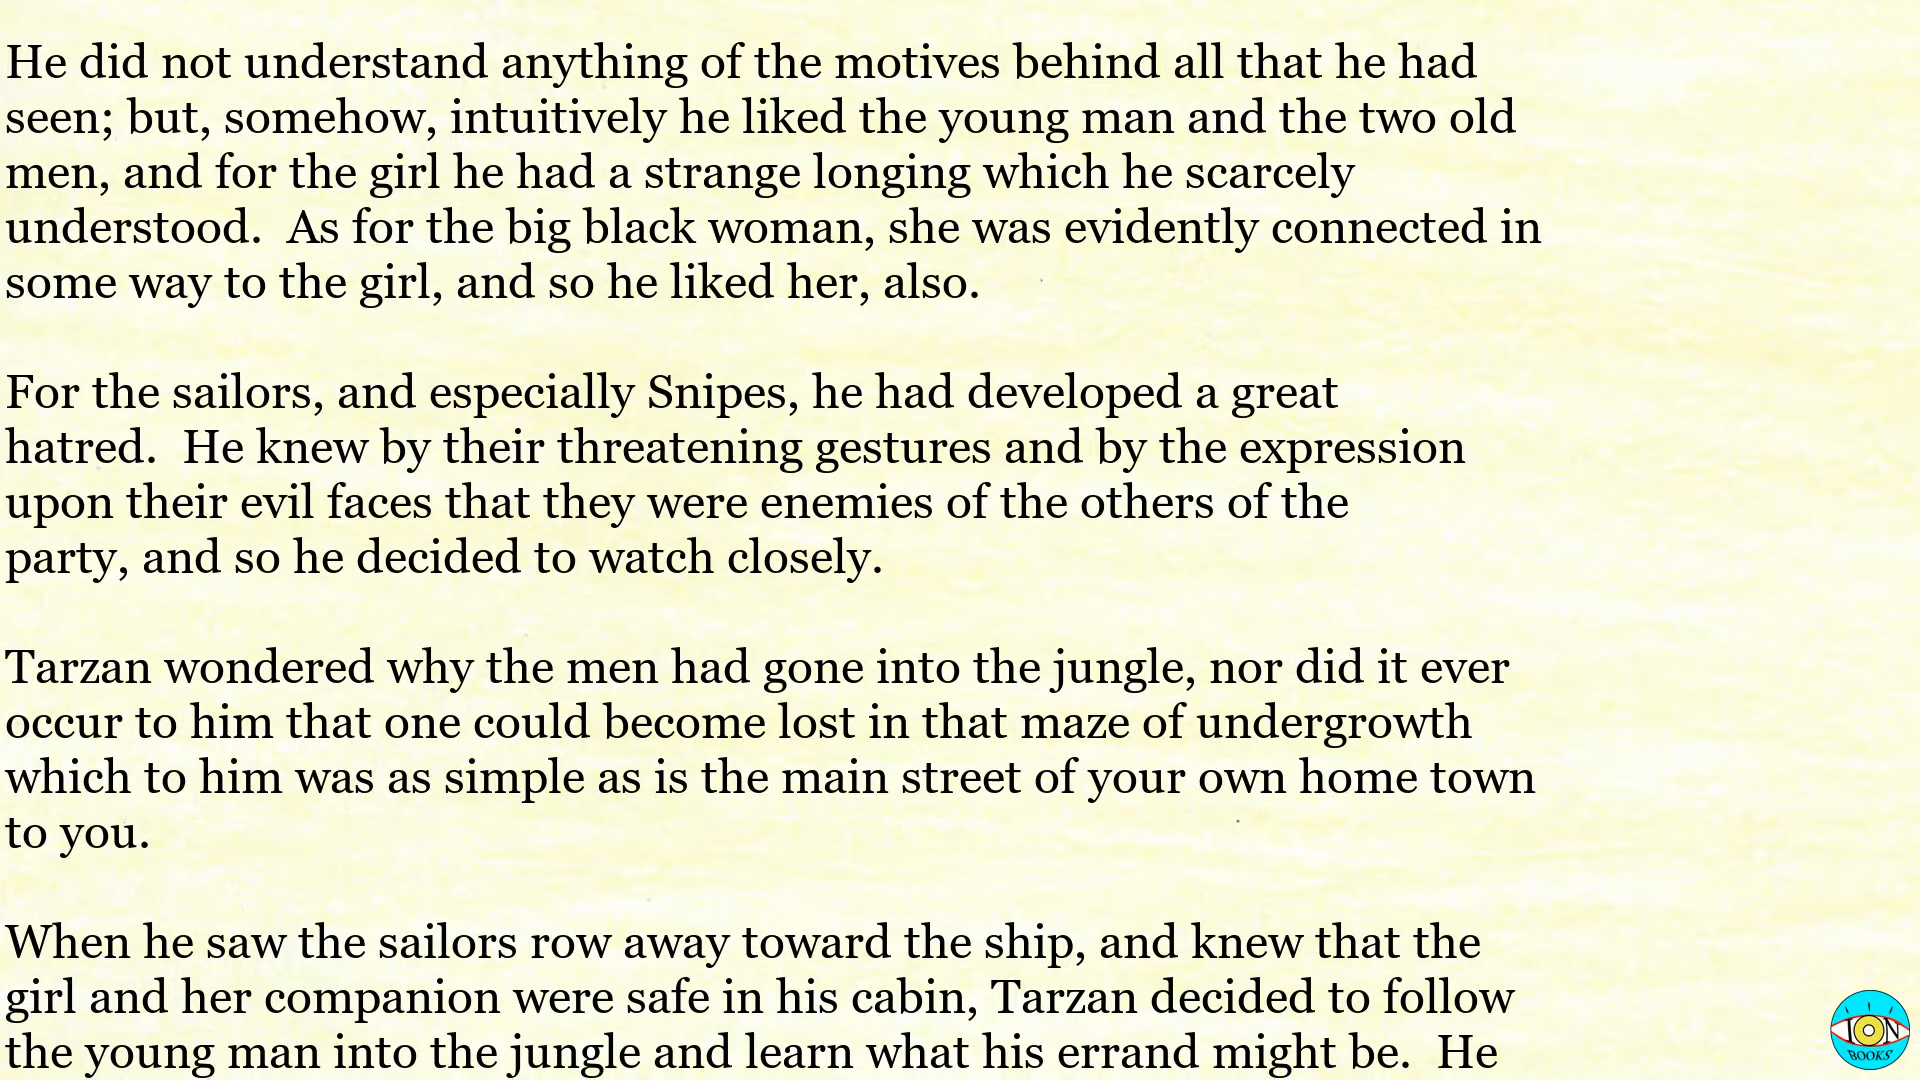 He did not understand anything of the motives behind all that he had
seen; but, somehow, intuitively he liked the young man and the two old
men, and for the girl he had a strange longing which he scarcely
understood.  As for the big black woman, she was evidently connected in
some way to the girl, and so he liked her, also.
For the sailors, and especially Snipes, he had developed a great
hatred.  He knew by their threatening gestures and by the expression
upon their evil faces that they were enemies of the others of the
party, and so he decided to watch closely.
Tarzan wondered why the men had gone into the jungle, nor did it ever
occur to him that one could become lost in that maze of undergrowth
which to him was as simple as is the main street of your own home town
to you.
When he saw the sailors row away toward the ship, and knew that the
girl and her companion were safe in his cabin, Tarzan decided to follow
the young man into the jungle and learn what his errand might be.  He
ION
BOOKS